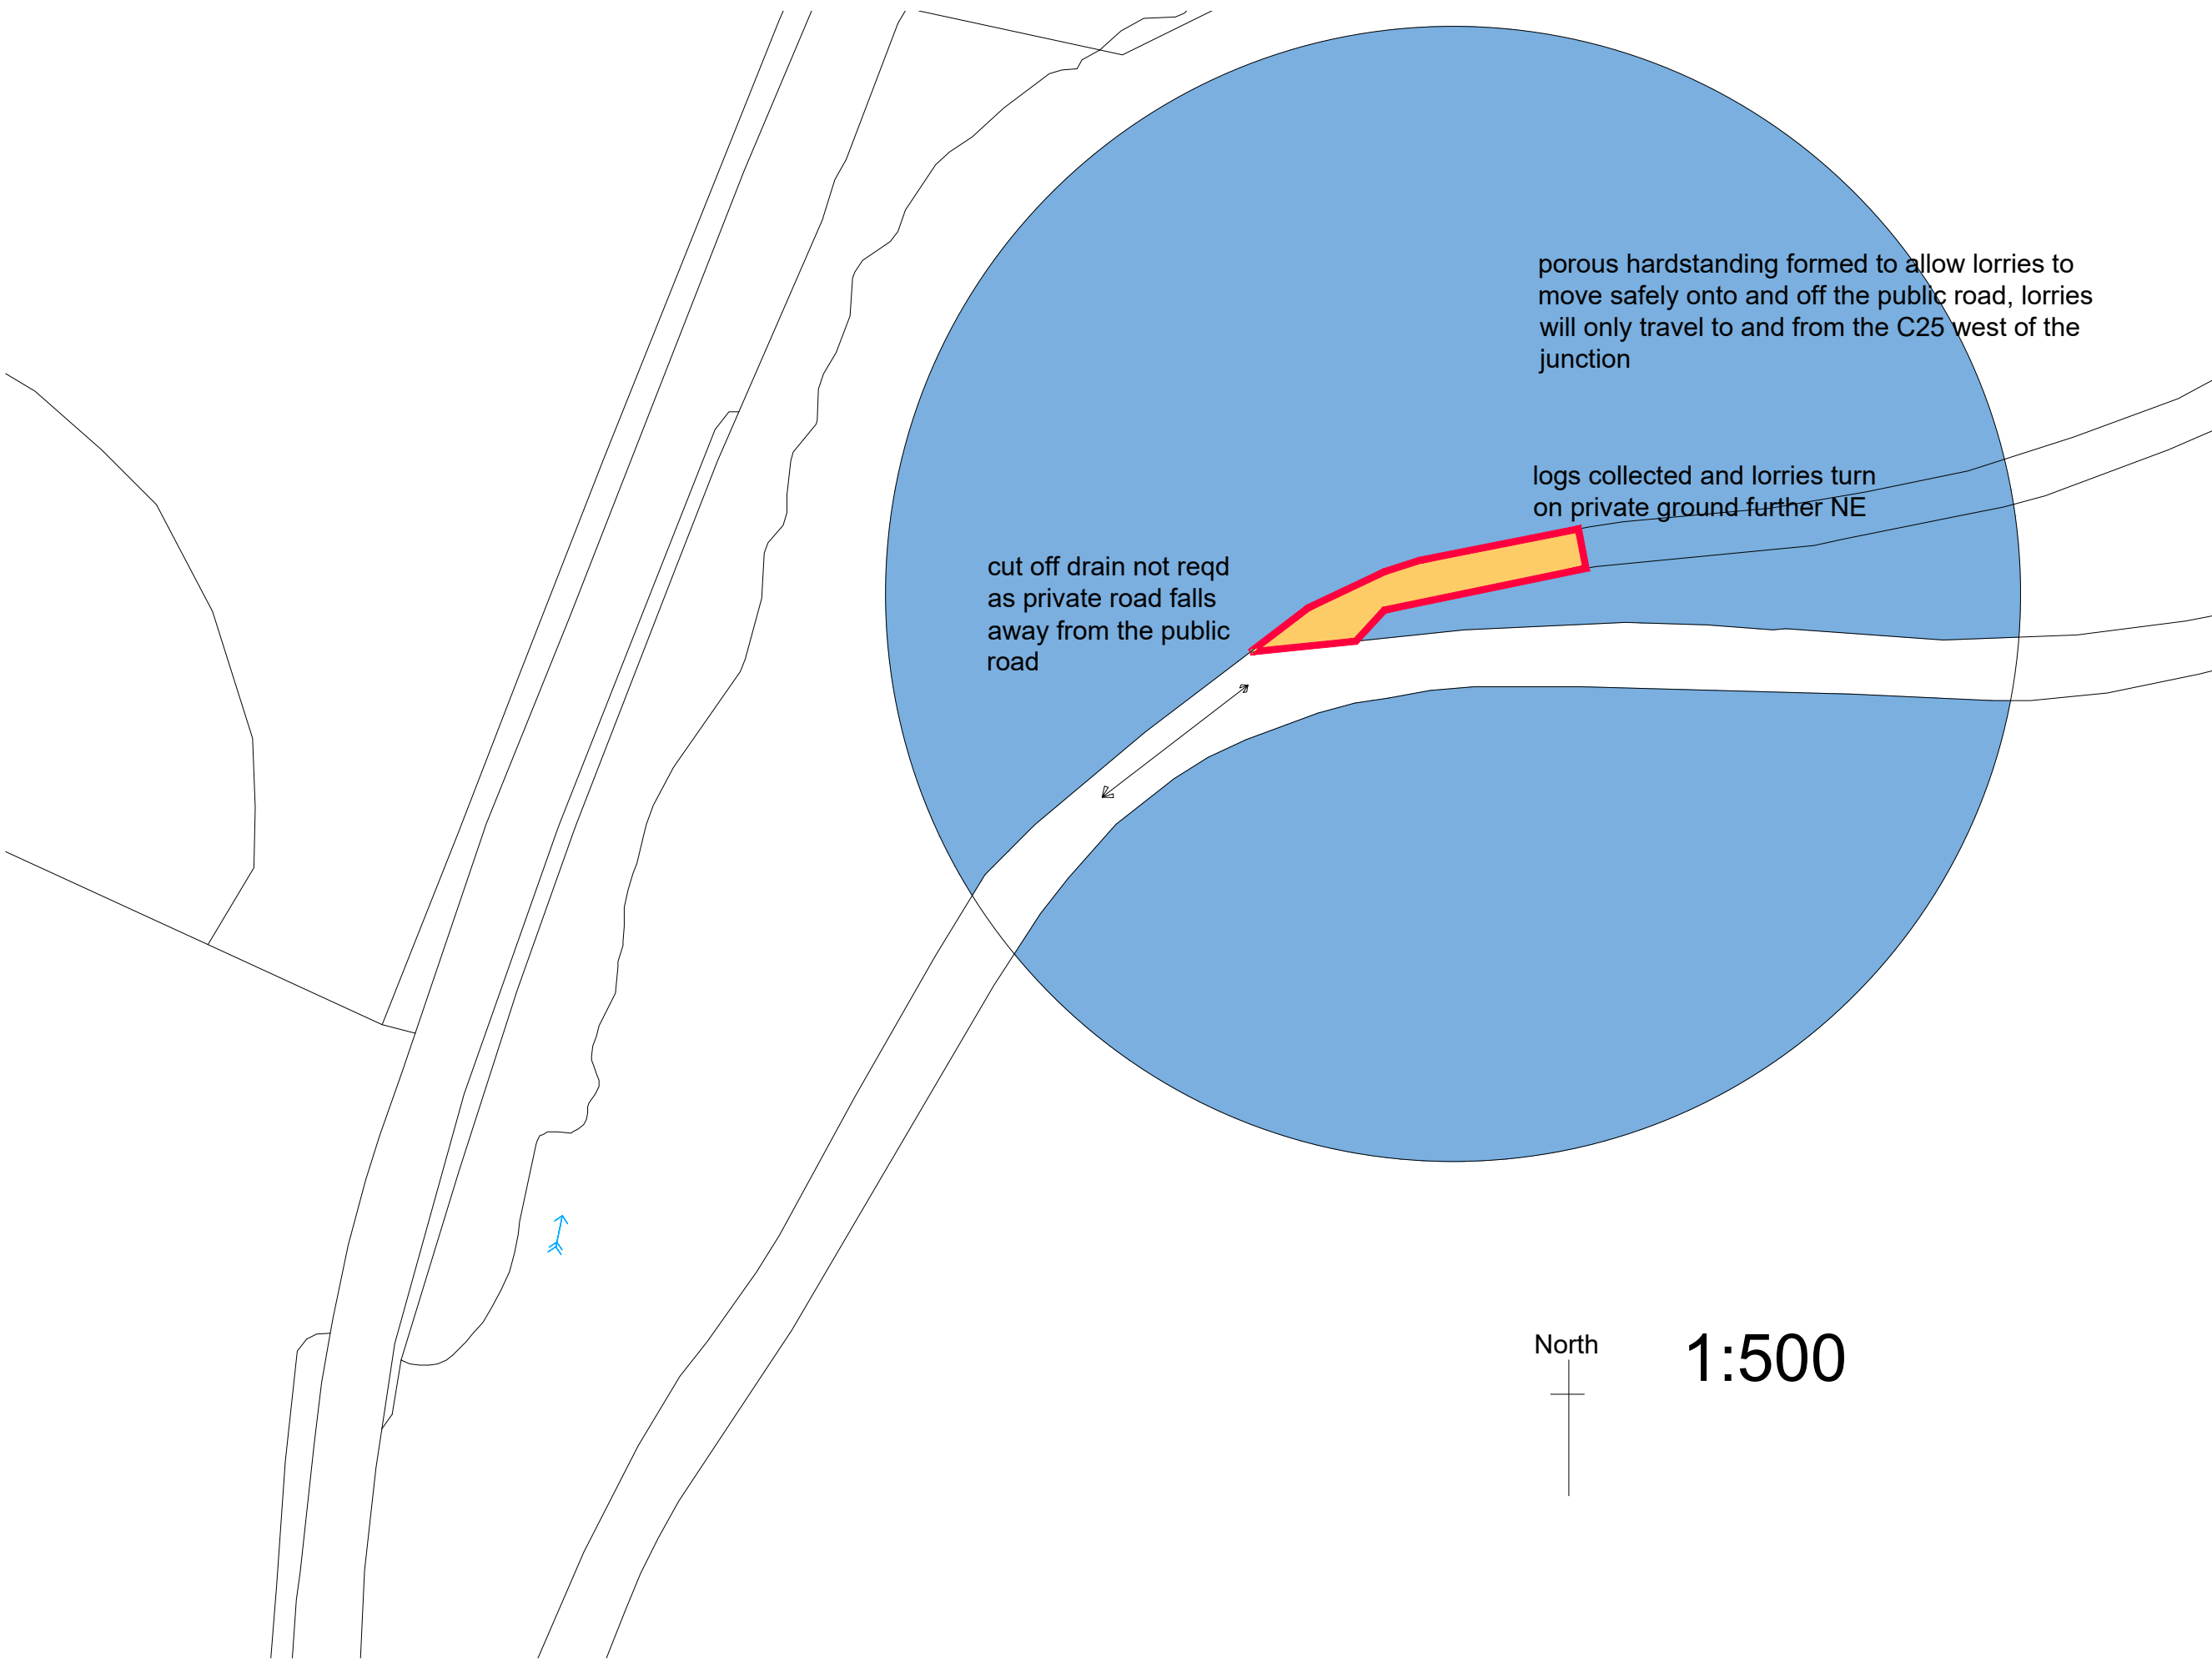 porous hardstanding formed to allow lorries to
move safely onto and off the public road, lorries
will only travel to and from the C25 west of the
junction
logs collected and lorries turn
on private ground further NE
cut off drain not reqd
as private road falls
away from the public
road
North
1:500